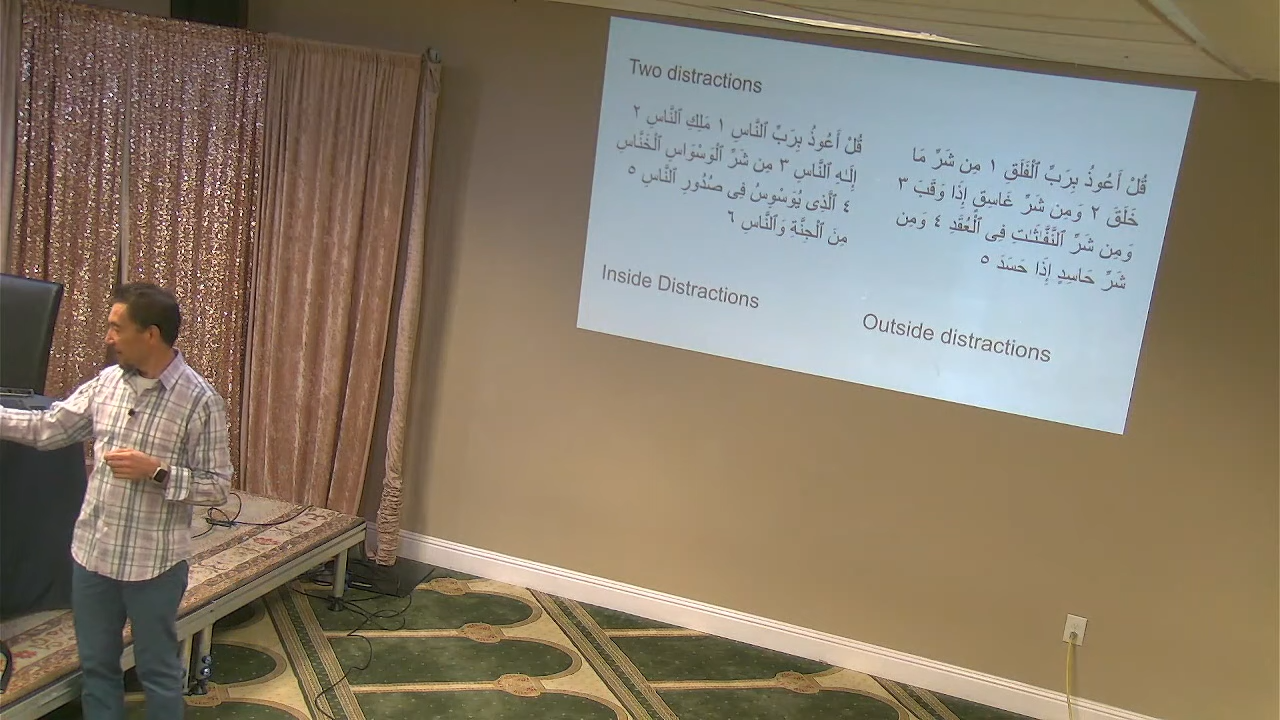 Two distractions
قُلْ أَعُوذُ بِرَبِّ ٱلنَّاسِ ١ مَلِكِ ٱلنَّاسِ ٢
إِلَـٰهِ ٱلنَّاسِ ٣ مِن شَرِّ ٱلْوَسْوَاسِ ٱلْخَنَّاسِ
٤ ٱلَّذِى يُوَسْوِسُ فِى صُدُورِ ٱلنَّاسِ ٥
مِنَ ٱلْجِنَّةِ وَٱلنَّاسِ ٦
Inside Distractions
قُلْ أَعُوذُ بِرَبِّ ٱلْفَلَقِ ١ مِن شَرِّ مَا
خَلَقَ ٢ وَمِن شَرِّ غَاسِقٍ إِذَا وَقَبَ ٣
وَمِن شَرِّ ٱلنَّفَّـٰثَـٰتِ فِى ٱلْعُقَدِ ٤ وَمِن
شَرِّ حَاسِدٍ إِذَا حَسَدَ ٥
Outside distractions